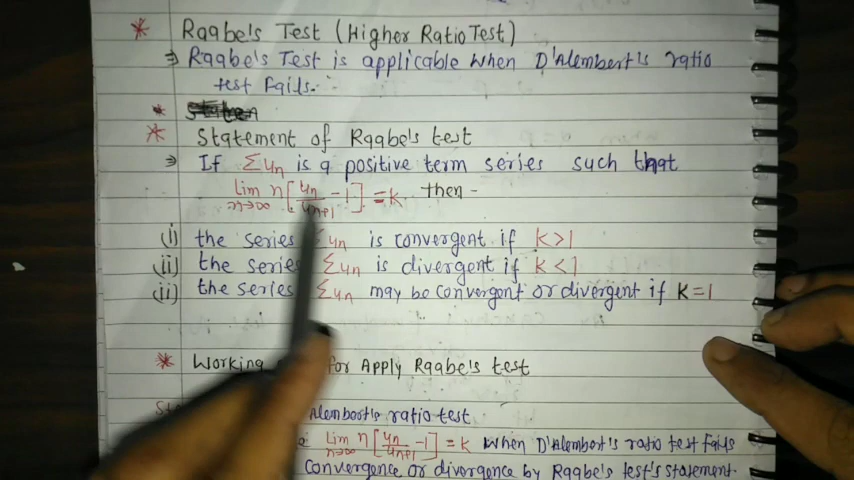 * Raabe's Test (Higher Ratio Test)
⇒ Raabe's Test is applicable when D'Alembert's ratio
test Fails.
*
* Statement of Raabe's test
⇒ If Σun is a positive term series such that
lim n→∞ n[un/un+1 - 1] = k then -
(i) the series Σun is convergent if k>1
(ii) the series Σun is divergent if k<1
(ii) the series Σun may be convergent or divergent if k=1
* Working for Apply Raabe's test
Alembert's ratio test
lim n→∞ n[un/un+1 - 1] = k when D'Alembert's ratio test fails
convergence or divergence by Raabe's test's statement.